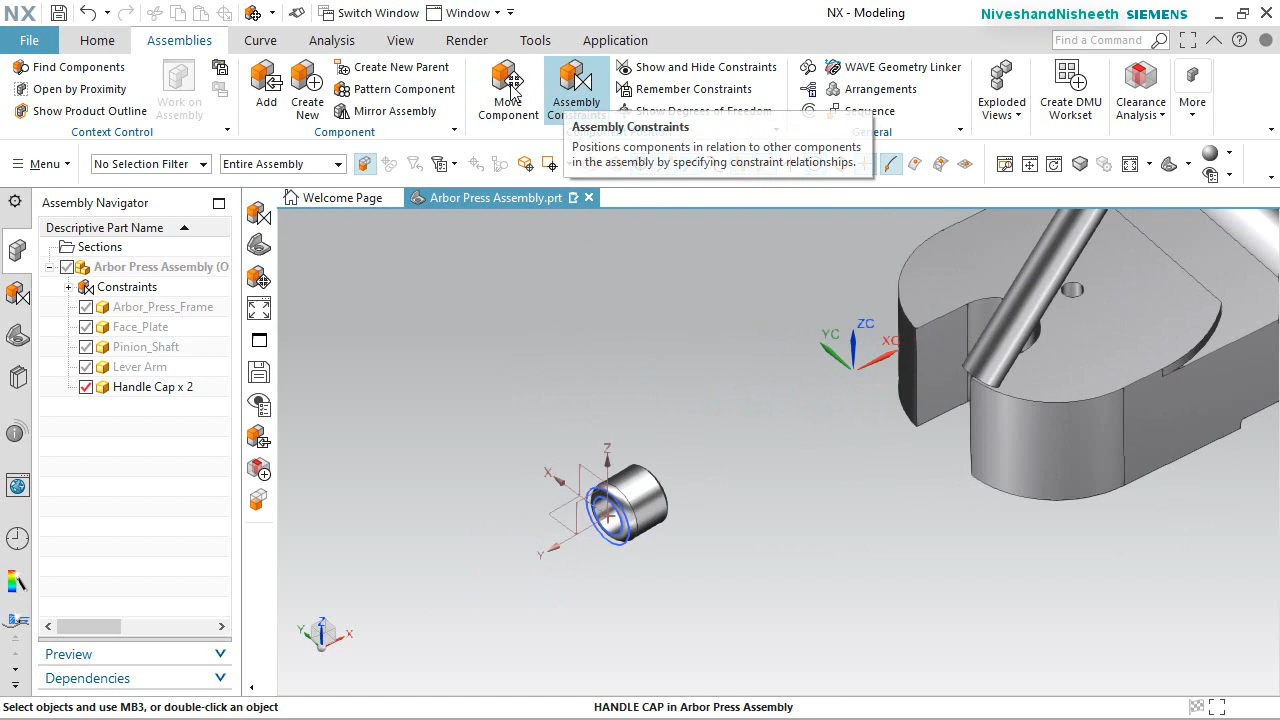 NX
Switch Window
Window
NX - Modeling
NiveshandNisheeth SIEMENS
File
Home
Assemblies
Curve
Analysis
View
Render
Tools
Application
Find a Command
Find Components
Open by Proximity
Show Product Outline
Context Control
Work on
Assembly
Add
Create
New
Create New Parent
Pattern Component
Mirror Assembly
Component
Move
Component
Assembly
Constraints
Show and Hide Constraints
Remember Constraints
Show Degrees of Freedom
WAVE Geometry Linker
Arrangements
Sequence
General
Exploded
Views
Create DMU
Workset
Clearance
Analysis
More
Assembly Constraints
Positions components in relation to other components
in the assembly by specifying constraint relationships.
Menu
No Selection Filter
Entire Assembly
Assembly Navigator
Welcome Page
Arbor Press Assembly.prt
Descriptive Part Name
Sections
Arbor Press Assembly (O
Constraints
Arbor_Press_Frame
Face_Plate
Pinion_Shaft
Lever Arm
Handle Cap x 2
ZC
YC
XC
Z
X
Y
Z
Y
X
Preview
Dependencies
Select objects and use MB3, or double-click an object
HANDLE CAP in Arbor Press Assembly